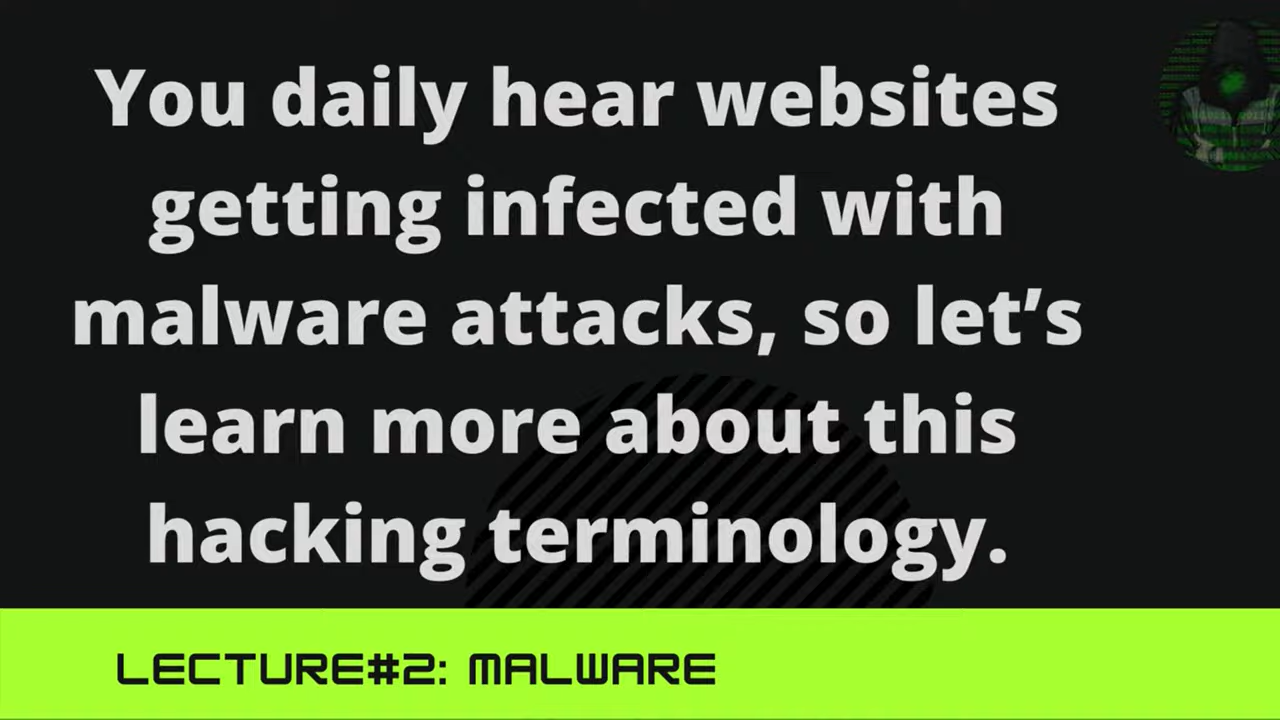 You daily hear websites
getting infected with
malware attacks, so let’s
learn more about this
hacking terminology.
LECTURE#2: MALWARE